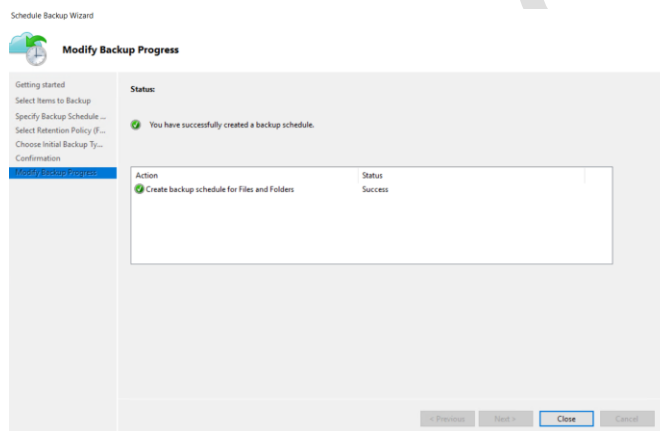 Schedule Backup Wizard
Modify Backup Progress
Getting started
Select Items to Backup
Specify Backup Schedule ...
Select Retention Policy (F...
Choose Initial Backup Ty...
Confirmation
Modify Backup Progress
Status:
You have successfully created a backup schedule.
Action Status
Create backup schedule for Files and Folders Success
< Previous Next > Close Cancel